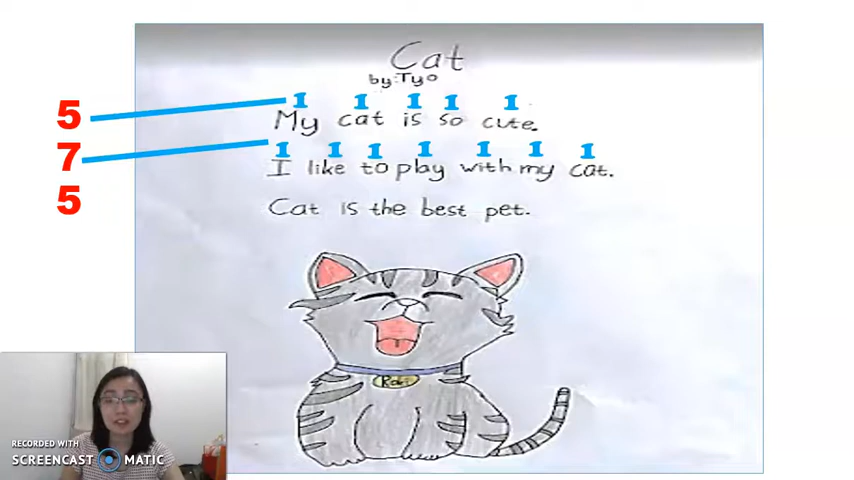 Cat
by: Tyo
1 1 1 1 1
5 My cat is so cute.
1 1 1 1 1 1 1
7 I like to play with my cat.
5 Cat is the best pet.
RECORDED WITH
SCREENCAST MATIC